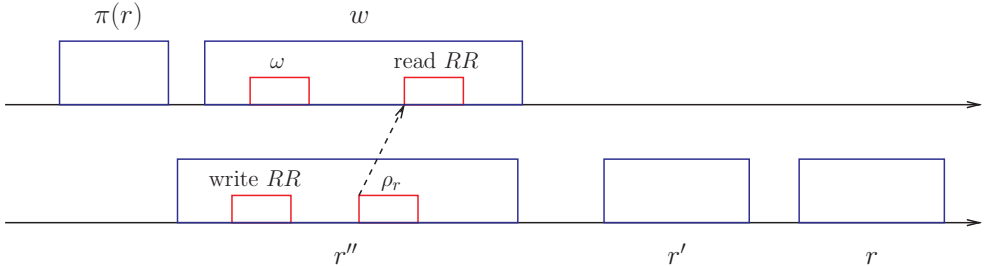 π(r) w
ω read RR
write RR ρ_r
r″ r′ r